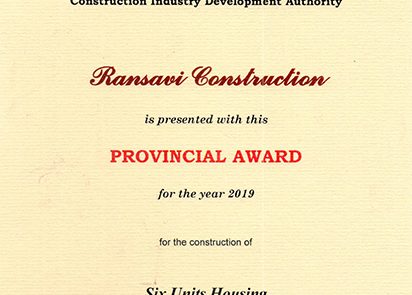 Construction Industry Development Authority
Ransavi Construction
is presented with this
PROVINCIAL AWARD
for the year 2019
for the construction of
Six Units Housing